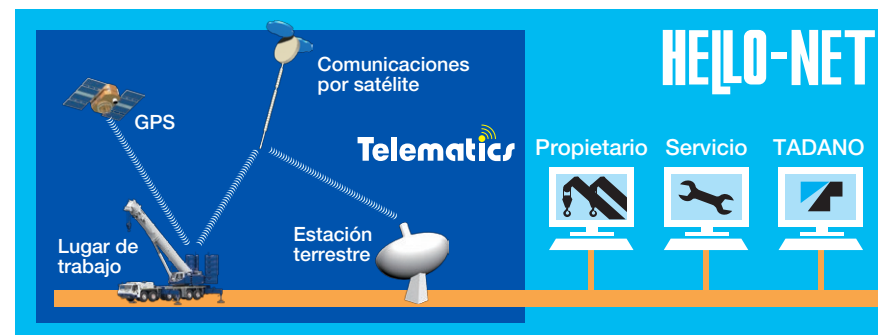 HELLO-NET
Comunicaciones
por satélite
GPS
Telematics
Propietario
Servicio
TADANO
Lugar de
trabajo
Estación
terrestre